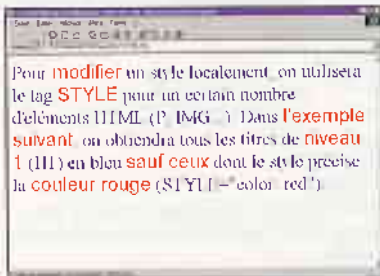 Pour modifier un style localement on utilisera
le tag STYLE pour un certain nombre
d'eléments HTML (P IMG ) Dans l'exemple
suivant on obtiendra tous les titres de niveau
1 (H1) en bleu sauf ceux dont le style precise
la couleur rouge (STYLE="color red")